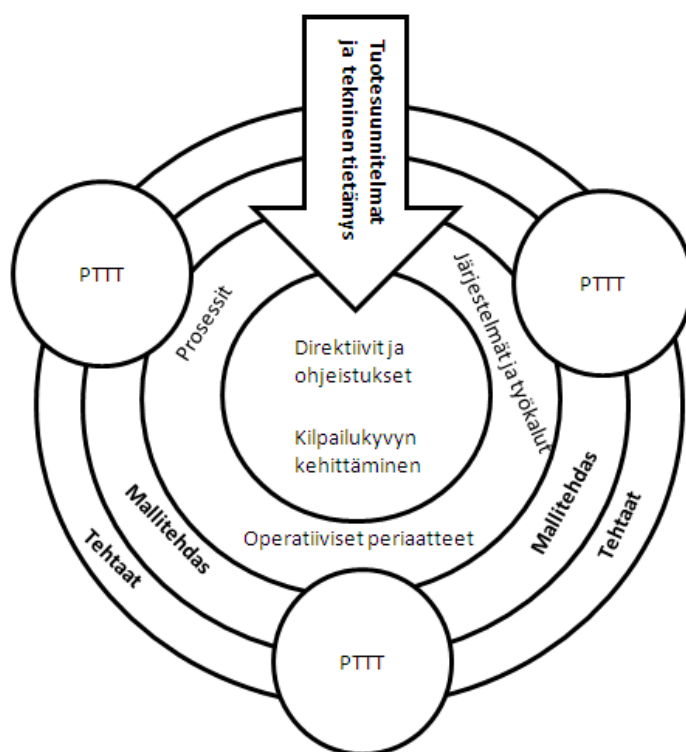 Tuotesuunnitelmat
ja tekninen tietämys
PTTT
PTTT
Prosessit
Järjestelmät ja työkalut
Direktiivit ja
ohjeistukset
Kilpailukyvyn
kehittäminen
Operatiiviset periaatteet
Mallitehdas
Tehtaat
Mallitehdas
Tehtaat
PTTT